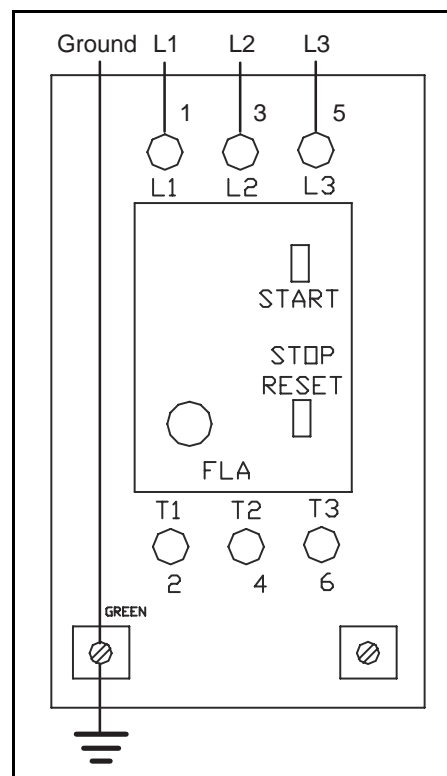 Ground L1 L2 L3
1 3 5
L1 L2 L3
START
STOP
RESET
FLA
T1 T2 T3
2 4 6
GREEN